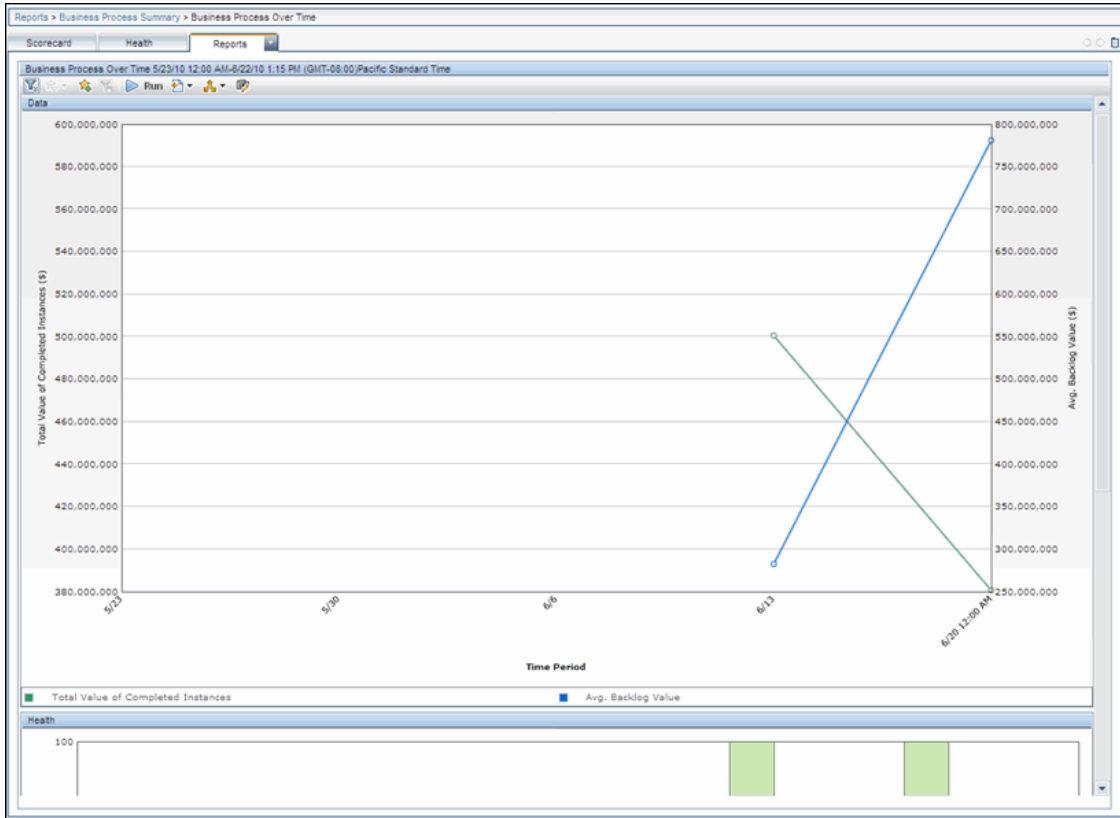 Reports > Business Process Summary > Business Process Over Time
Scorecard Health Reports
Business Process Over Time 5/23/10 12:00 AM-6/22/10 1:15 PM (GMT-08:00)Pacific Standard Time
Run
Data
600,000,000 800,000,000
580,000,000 750,000,000
560,000,000 700,000,000
540,000,000 650,000,000
520,000,000 600,000,000
500,000,000 550,000,000
480,000,000 500,000,000
460,000,000 450,000,000
440,000,000 400,000,000
420,000,000 350,000,000
400,000,000 300,000,000
380,000,000 250,000,000
Total Value of Completed Instances ($)
Avg. Backlog Value ($)
5/23 5/30 6/6 6/13 6/20 12:00 AM
Time Period
Total Value of Completed Instances Avg. Backlog Value
Health
100